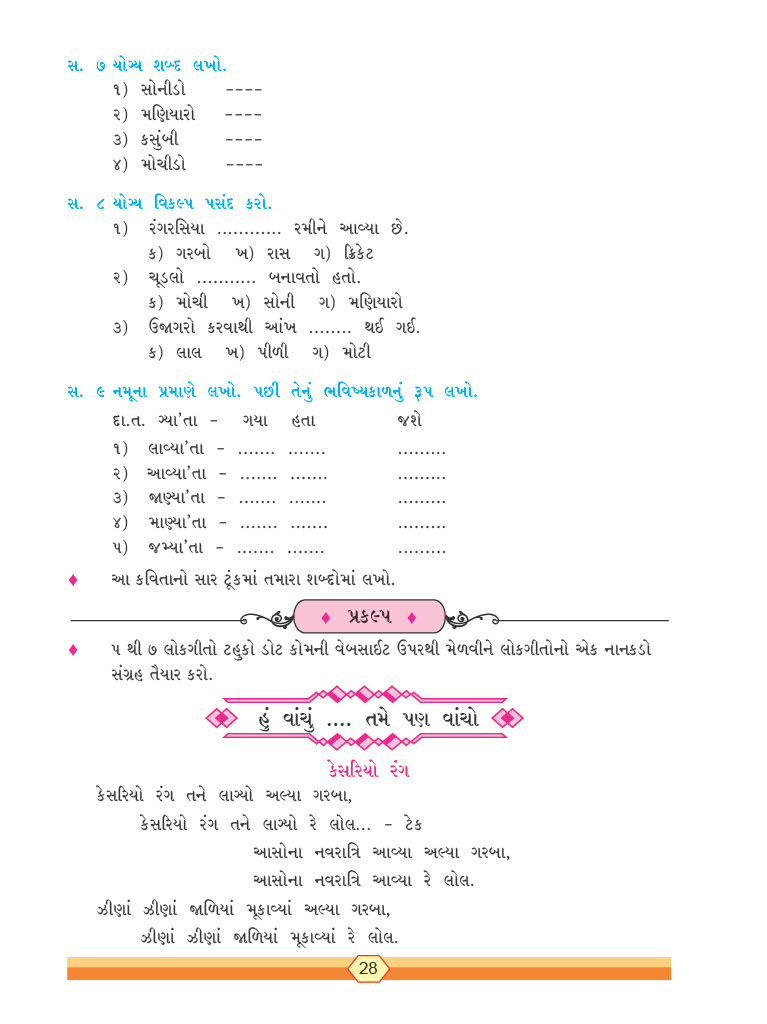 સ. ૭ યોગ્ય શબ્દ લખો.
૧) સોનીડો ----
૨) મણિયારો ----
૩) કસુંબી ----
૪) મોચીડો ----
સ. ૮ યોગ્ય વિકલ્પ પસંદ કરો.
૧) રંગરસિયા ............ રમીને આવ્યા છે.
ક) ગરબો ખ) રાસ ગ) ક્રિકેટ
૨) ચૂડલો ........... બનાવતો હતો.
ક) મોચી ખ) સોની ગ) મણિયારો
૩) ઉજાગરો કરવાથી આંખ ........ થઈ ગઈ.
ક) લાલ ખ) પીળી ગ) મોટી
સ. ૯ નમૂના પ્રમાણે લખો. પછી તેનું ભવિષ્યકાળનું રૂપ લખો.
દા.ત. ગ્યા'તા - ગયા હતા જશે
૧) લાવ્યા'તા - ....... ....... .........
૨) આવ્યા'તા - ....... ....... .........
૩) જાણ્યા'તા - ....... ....... .........
૪) માણ્યા'તા - ....... ....... .........
૫) જમ્યા'તા - ....... ....... .........
♦ આ કવિતાનો સાર ટૂંકમાં તમારા શબ્દોમાં લખો.
♦ પ્રકલ્પ ♦
♦ ૫ થી ૭ લોકગીતો ટહુકો ડોટ કોમની વેબસાઈટ ઉપરથી મેળવીને લોકગીતોનો એક નાનકડો
સંગ્રહ તૈયાર કરો.
હું વાંચું .... તમે પણ વાંચો
કેસરિયો રંગ
કેસરિયો રંગ તને લાગ્યો અલ્યા ગરબા,
કેસરિયો રંગ તને લાગ્યો રે લોલ... - ટેક
આસોના નવરાત્રિ આવ્યા અલ્યા ગરબા,
આસોના નવરાત્રિ આવ્યા રે લોલ.
ઝીણાં ઝીણાં જાળિયાં મૂકાવ્યાં અલ્યા ગરબા,
ઝીણાં ઝીણાં જાળિયાં મૂકાવ્યાં રે લોલ.
28